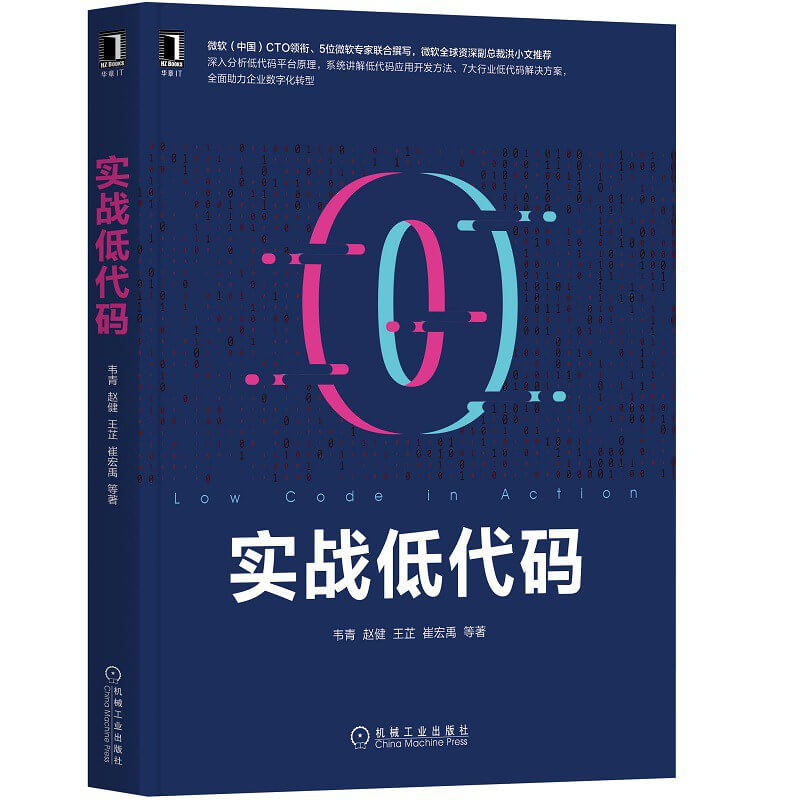 HZ BOOKS
华章IT
实战低代码
韦青 赵健 王芷 崔宏禹 等著
机械工业出版社
China Machine Press
微软（中国）CTO领衔、5位微软专家联合撰写，微软全球资深副总裁洪小文推荐
深入分析低代码平台原理，系统讲解低代码应用开发方法、7大行业低代码解决方案，
全面助力企业数字化转型
Low Code in Action
实战低代码
韦青 赵健 王芷 崔宏禹 等著
机械工业出版社
China Machine Press